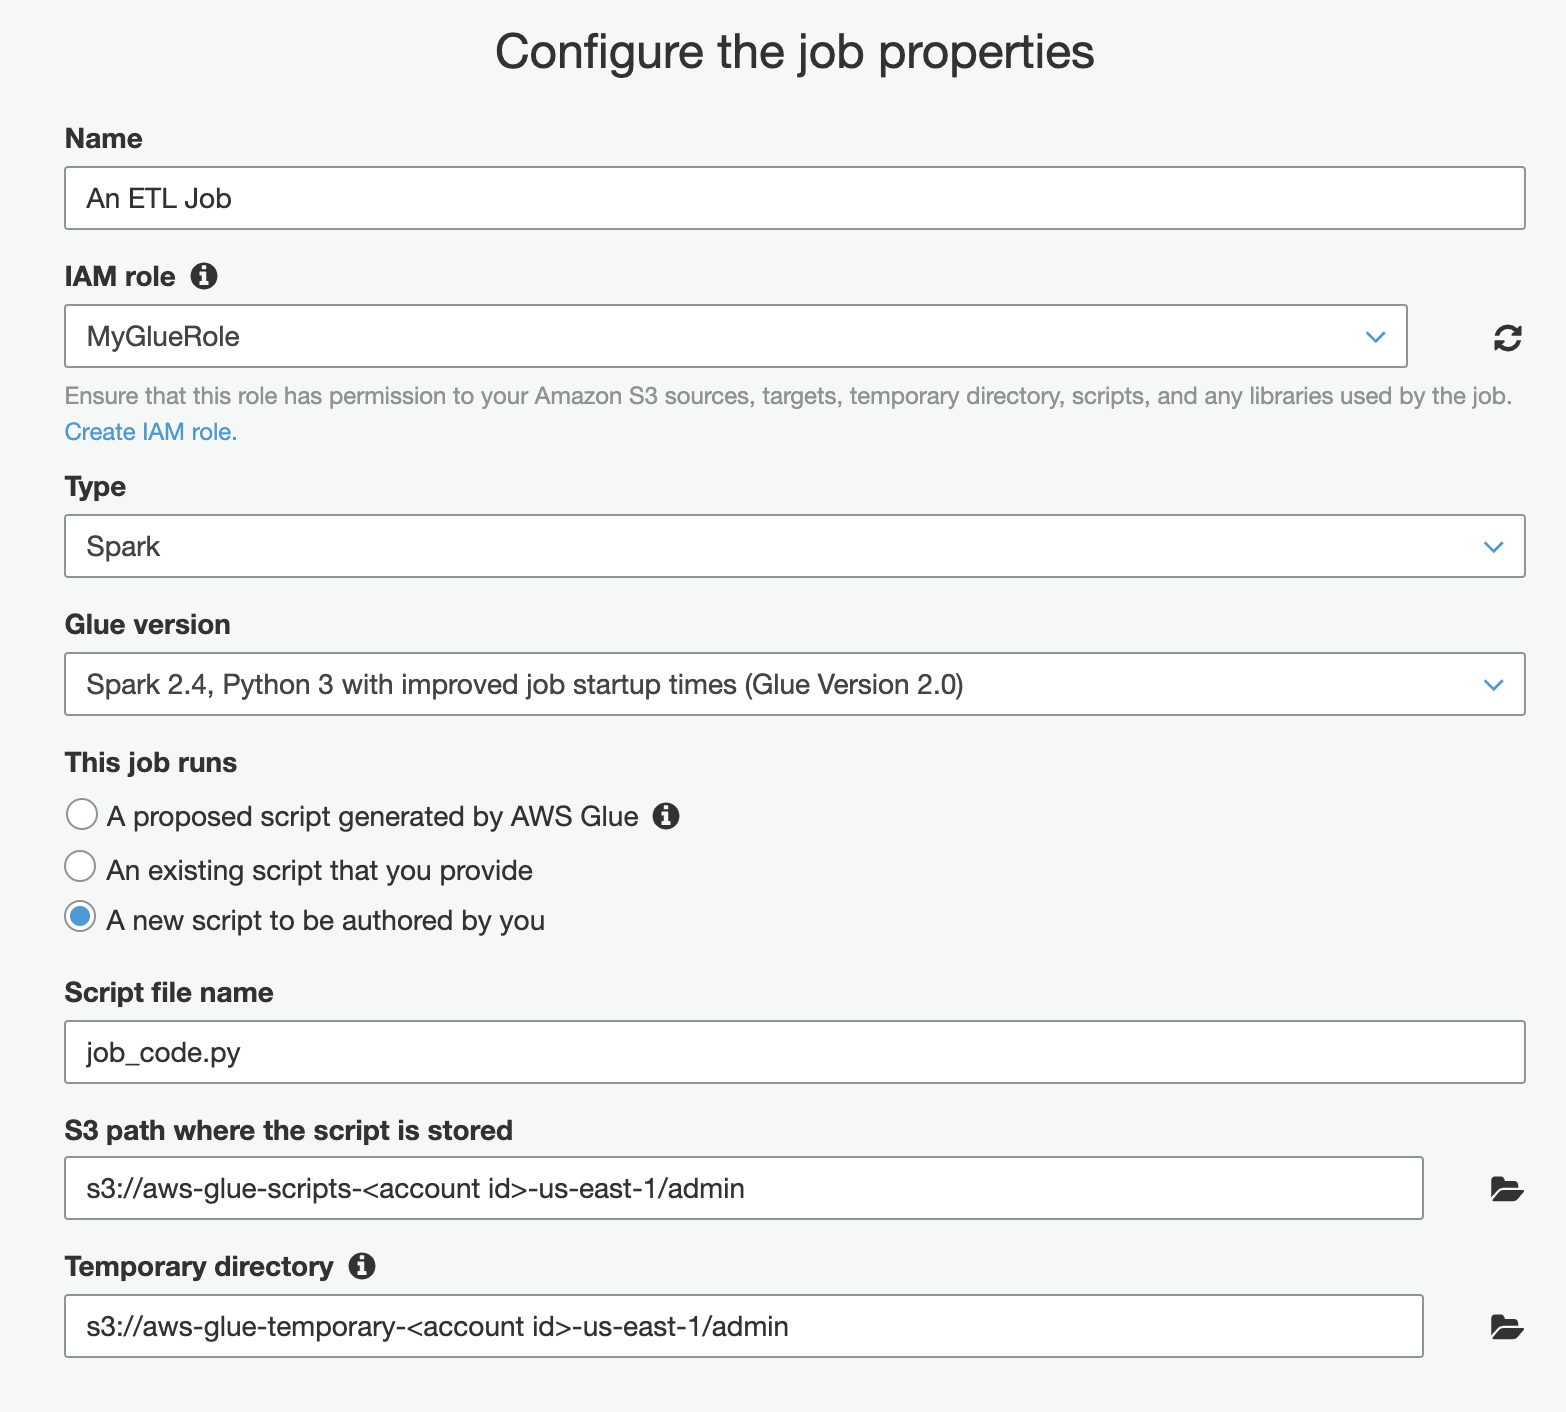 Configure the job properties
Name
An ETL Job
IAM role
MyGlueRole
Ensure that this role has permission to your Amazon S3 sources, targets, temporary directory, scripts, and any libraries used by the job.
Create IAM role.
Type
Spark
Glue version
Spark 2.4, Python 3 with improved job startup times (Glue Version 2.0)
This job runs
A proposed script generated by AWS Glue
An existing script that you provide
A new script to be authored by you
Script file name
job_code.py
S3 path where the script is stored
s3://aws-glue-scripts-<account id>-us-east-1/admin
Temporary directory
s3://aws-glue-temporary-<account id>-us-east-1/admin